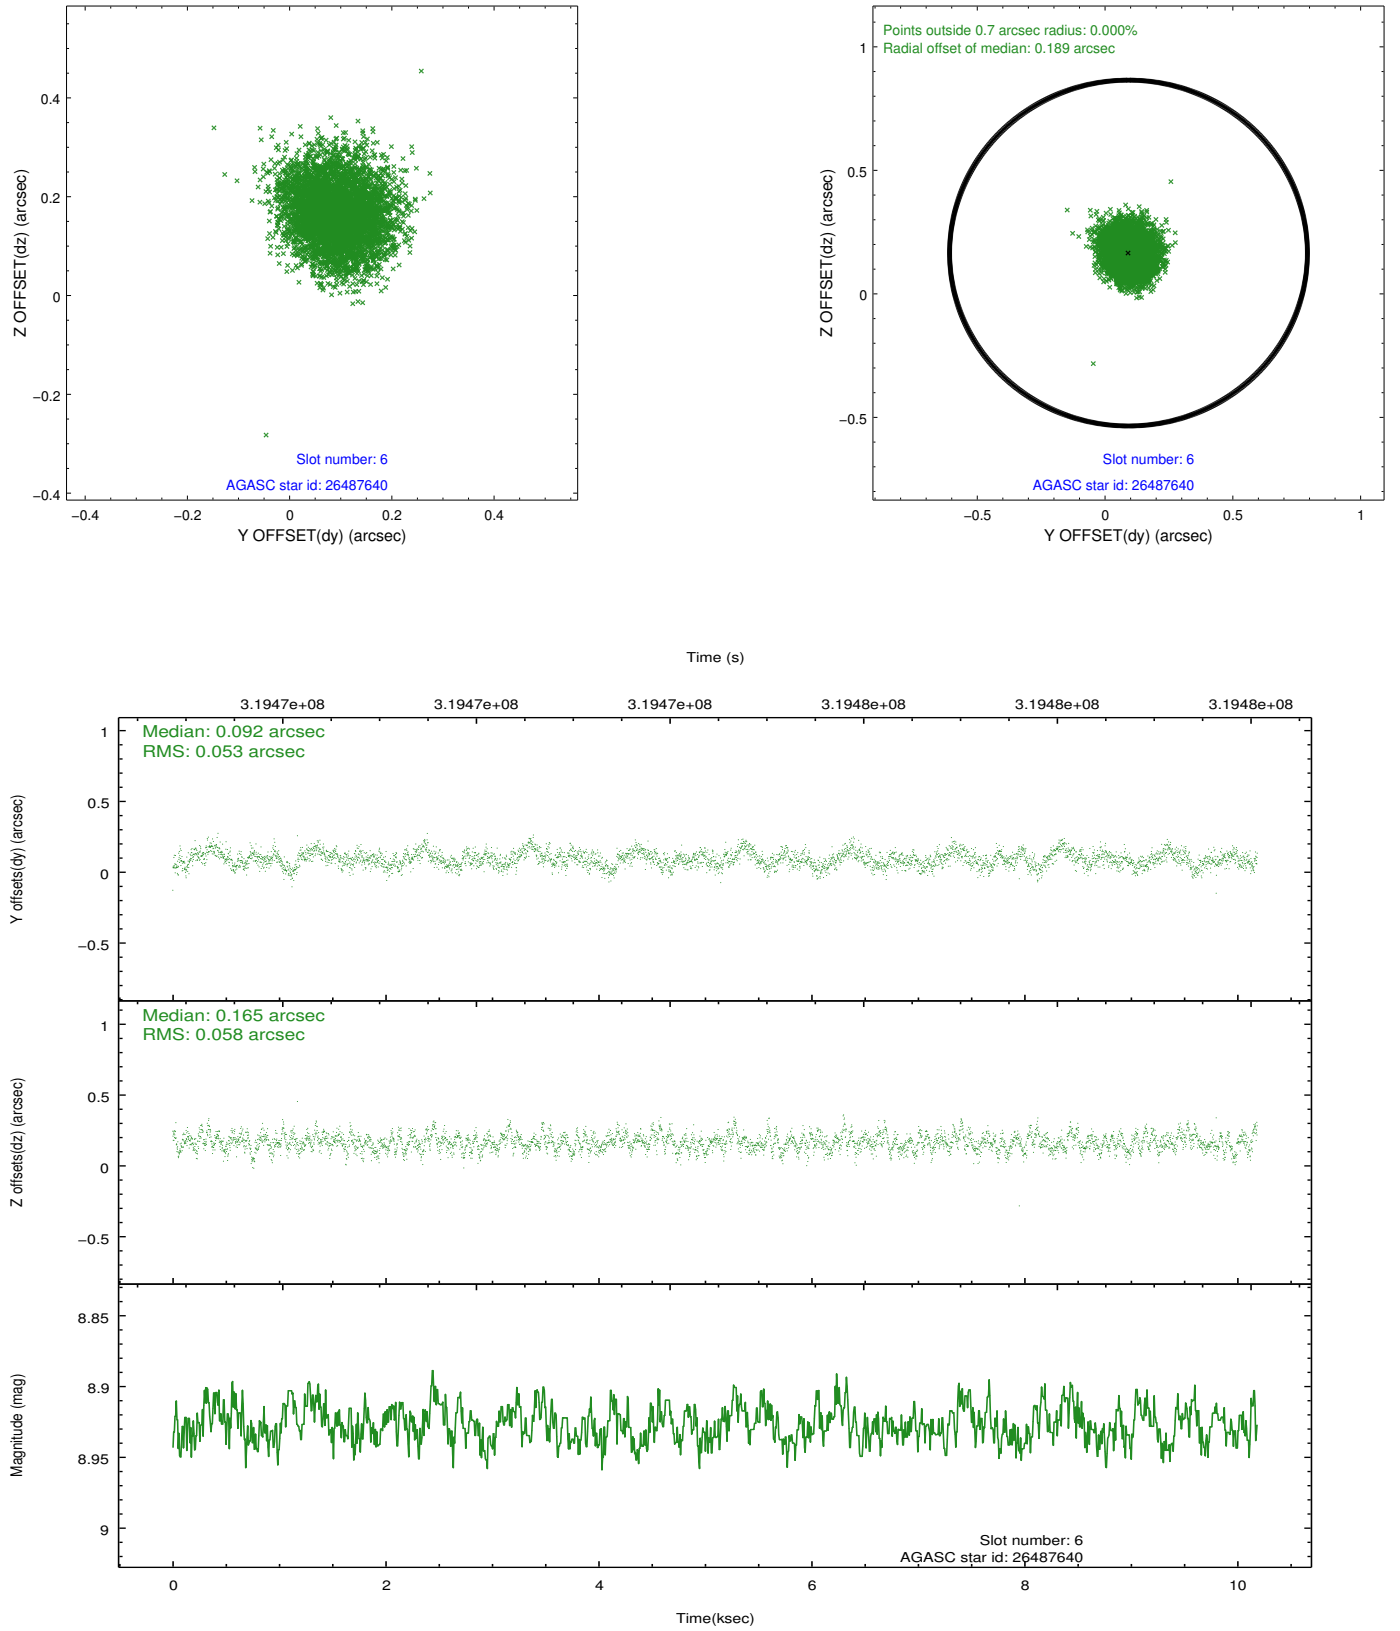 0.4
0.2
0
−0.2
−0.4
Z OFFSET(dz) (arcsec)
−0.4
−0.2
0
0.2
0.4
Y OFFSET(dy) (arcsec)
Slot number: 6
AGASC star id: 26487640
Points outside 0.7 arcsec radius: 0.000%
Radial offset of median: 0.189 arcsec
1
0.5
0
−0.5
Z OFFSET(dz) (arcsec)
−0.5
0
0.5
1
Y OFFSET(dy) (arcsec)
Slot number: 6
AGASC star id: 26487640
Time (s)
3.1947e+08
3.1947e+08
3.1947e+08
3.1948e+08
3.1948e+08
3.1948e+08
Median: 0.092 arcsec
RMS: 0.053 arcsec
1
0.5
0
−0.5
Y offsets(dy) (arcsec)
Median: 0.165 arcsec
RMS: 0.058 arcsec
1
0.5
0
−0.5
Z offsets(dz) (arcsec)
8.85
8.9
8.95
9
Magnitude (mag)
Slot number: 6
AGASC star id: 26487640
0
2
4
6
8
10
Time(ksec)